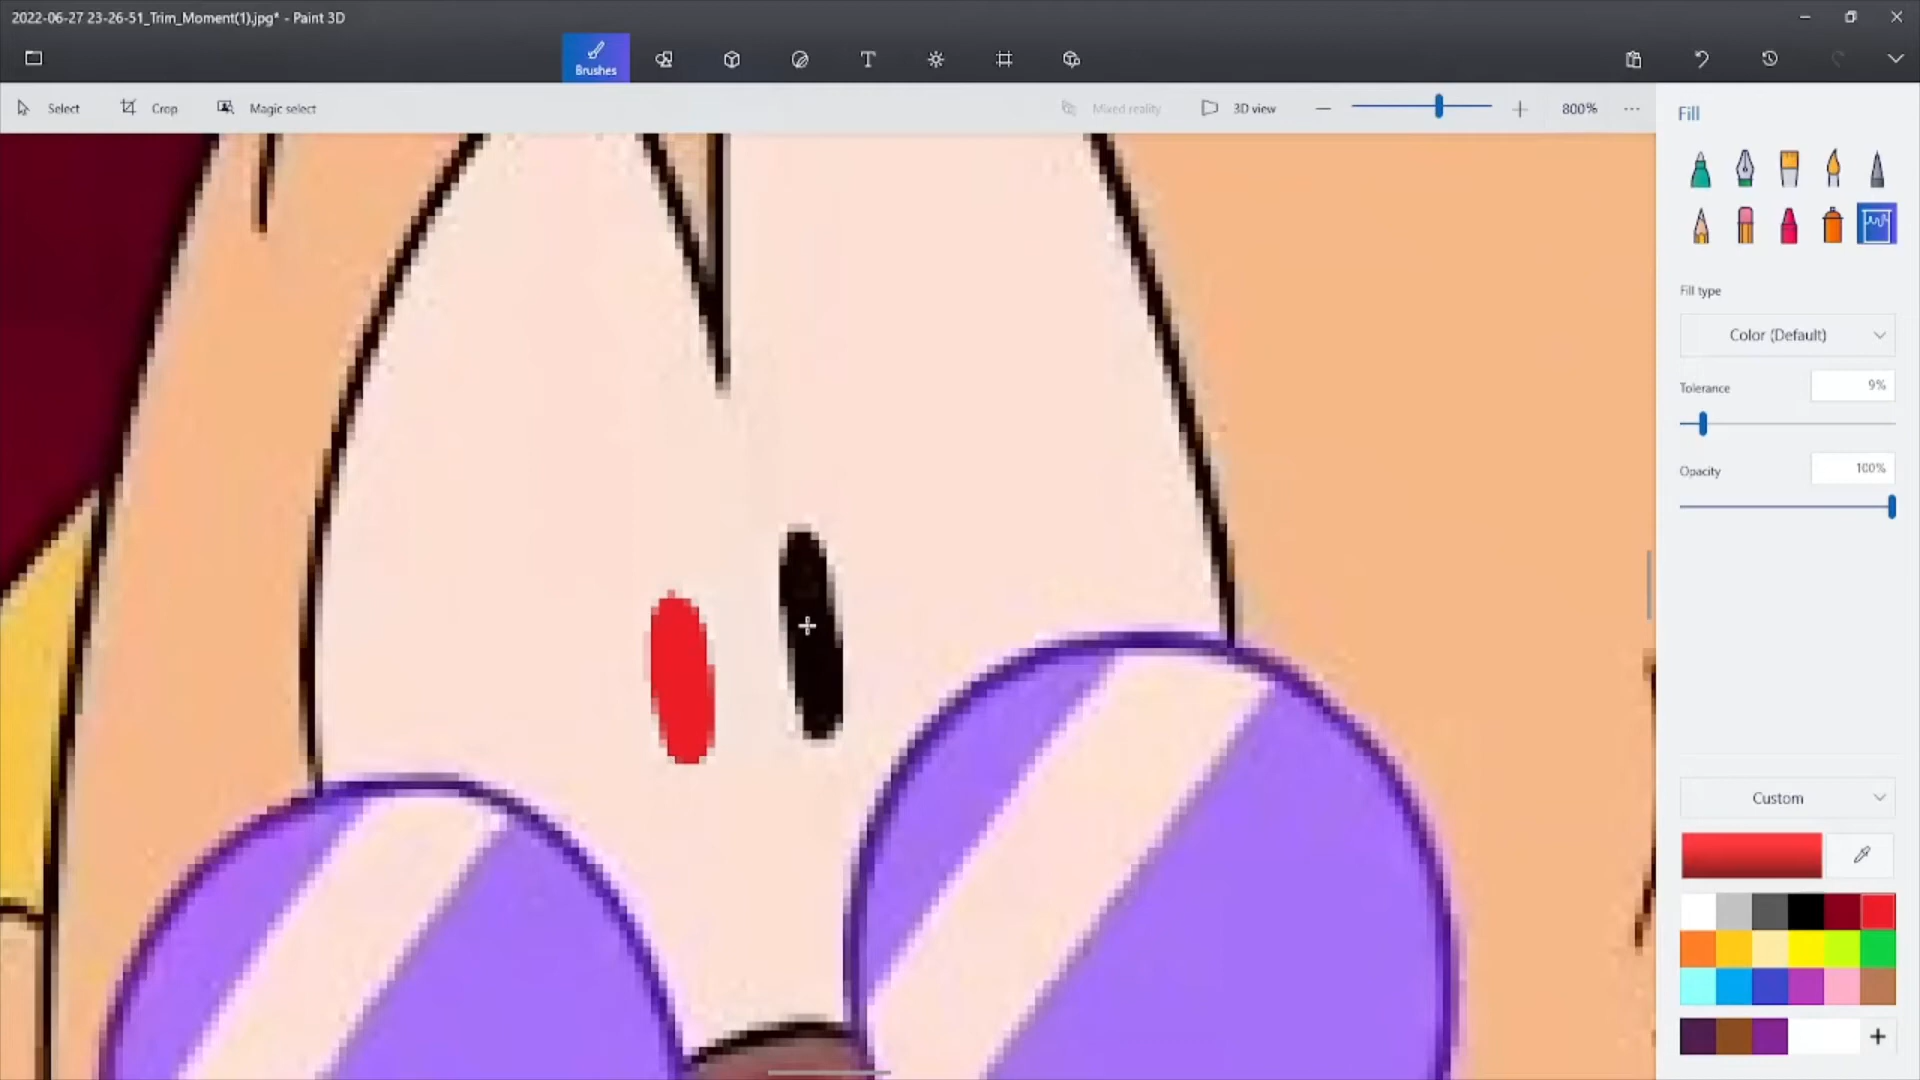 2022-06-27 23-26-51_Trim_Moment(1).jpg* - Paint 3D
Brushes
Select Crop Magic select Mixed reality 3D view 800%
Fill
Fill type
Color (Default)
Tolerance 9%
Opacity 100%
Custom